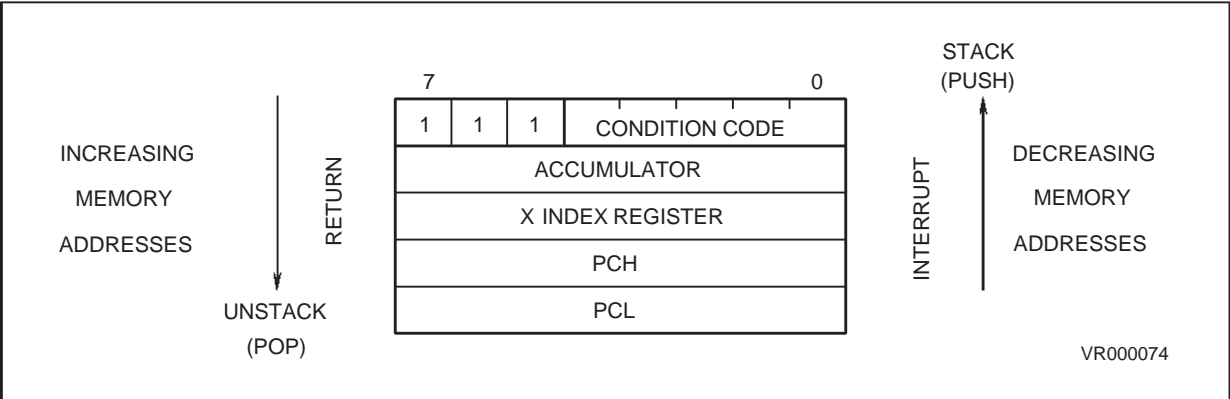 STACK
(PUSH)
7 0
1 1 1 CONDITION CODE
ACCUMULATOR
X INDEX REGISTER
PCH
PCL
INCREASING
MEMORY
ADDRESSES
RETURN
UNSTACK
(POP)
INTERRUPT
DECREASING
MEMORY
ADDRESSES
VR000074